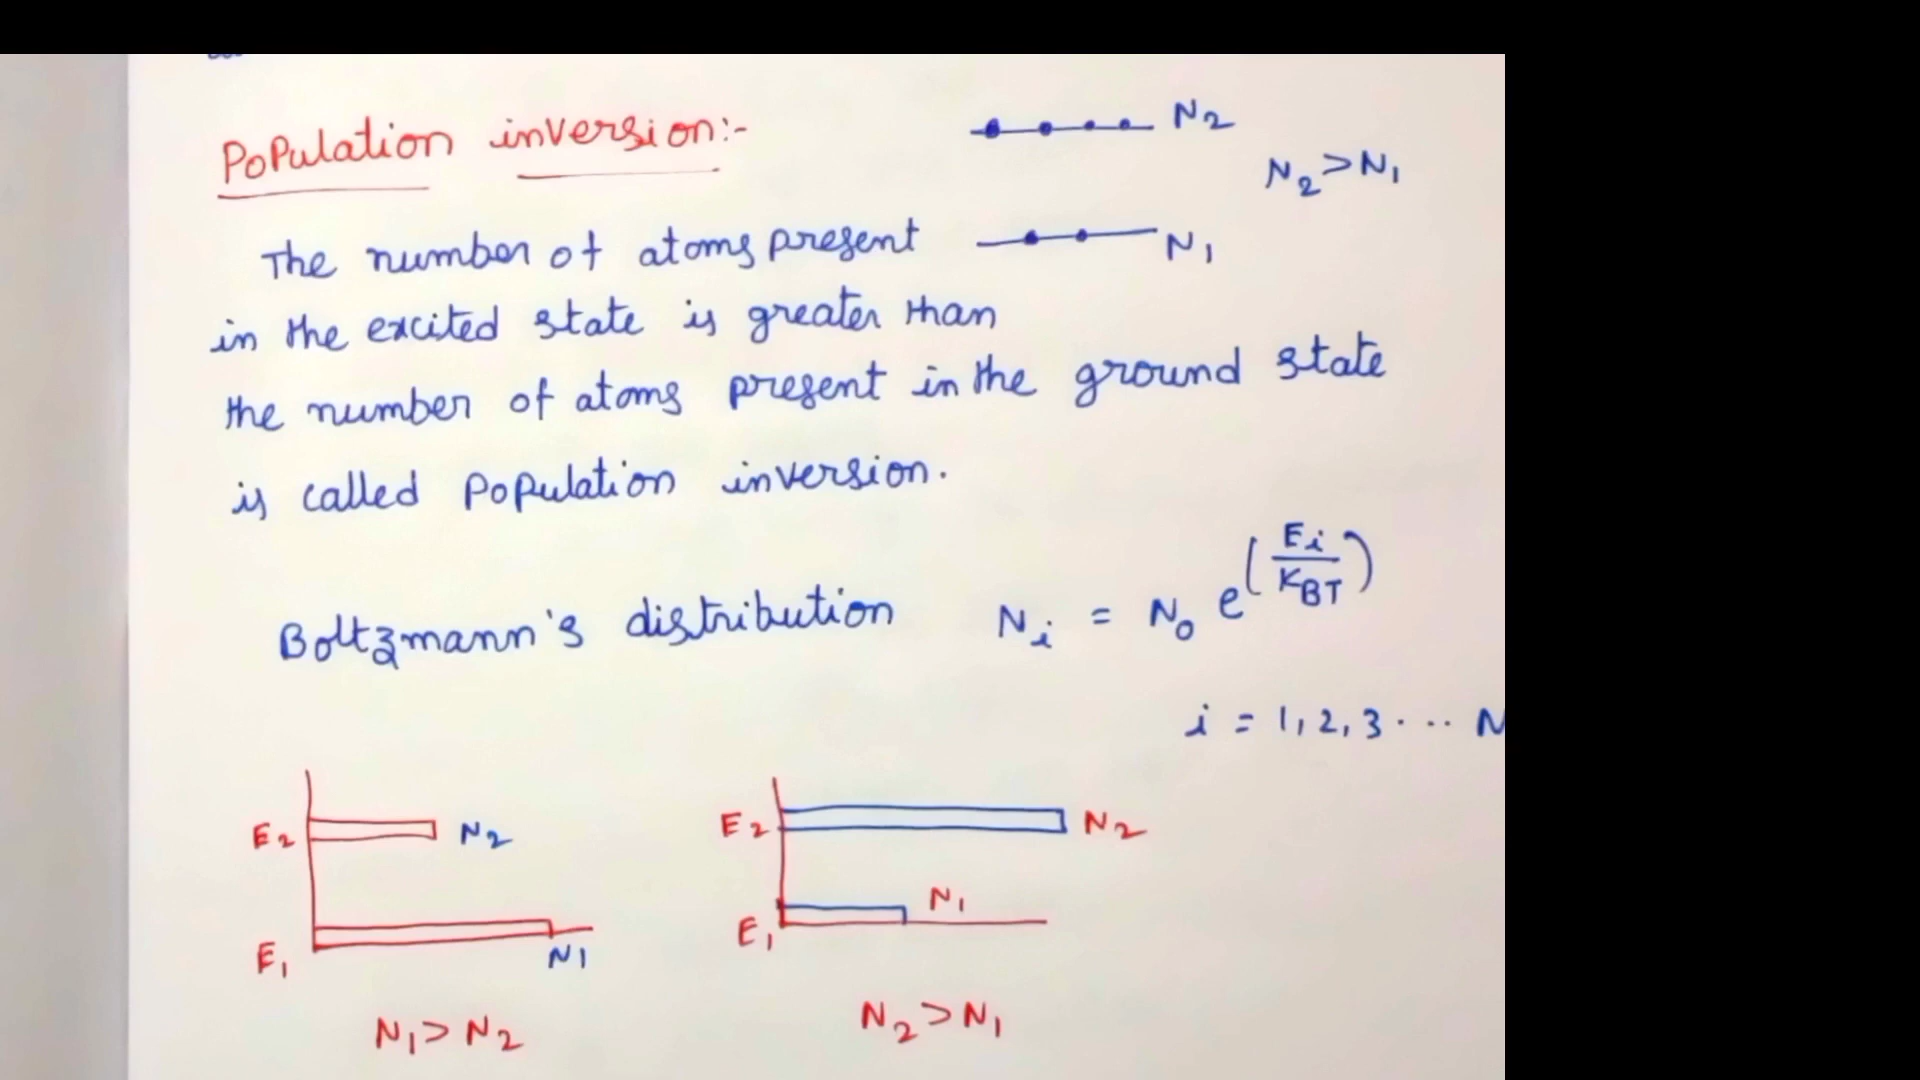 Population inversion:-
N2
N2 > N1
N1
The number of atoms present
in the excited state is greater than
the number of atoms present in the ground state
is called population inversion.
Boltzmann's distribution Ni = N0 e^(Ei/KBT)
i = 1, 2, 3 . . . . N
E2 N2
E1 N1
N1 > N2
E2 N2
E1 N1
N2 > N1